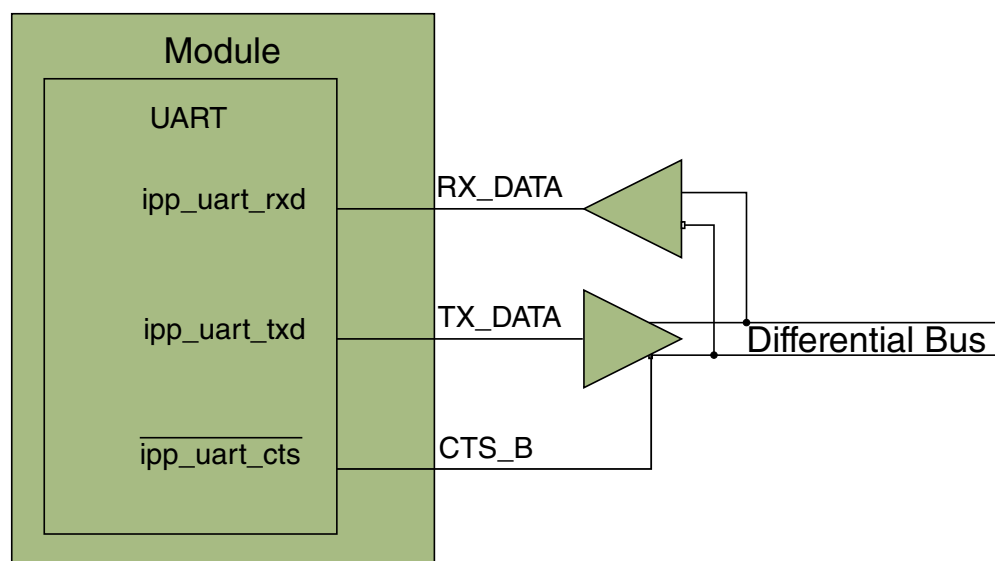 Module
UART
ipp_uart_rxd
RX_DATA
ipp_uart_txd
TX_DATA
Differential Bus
ipp_uart_cts
CTS_B